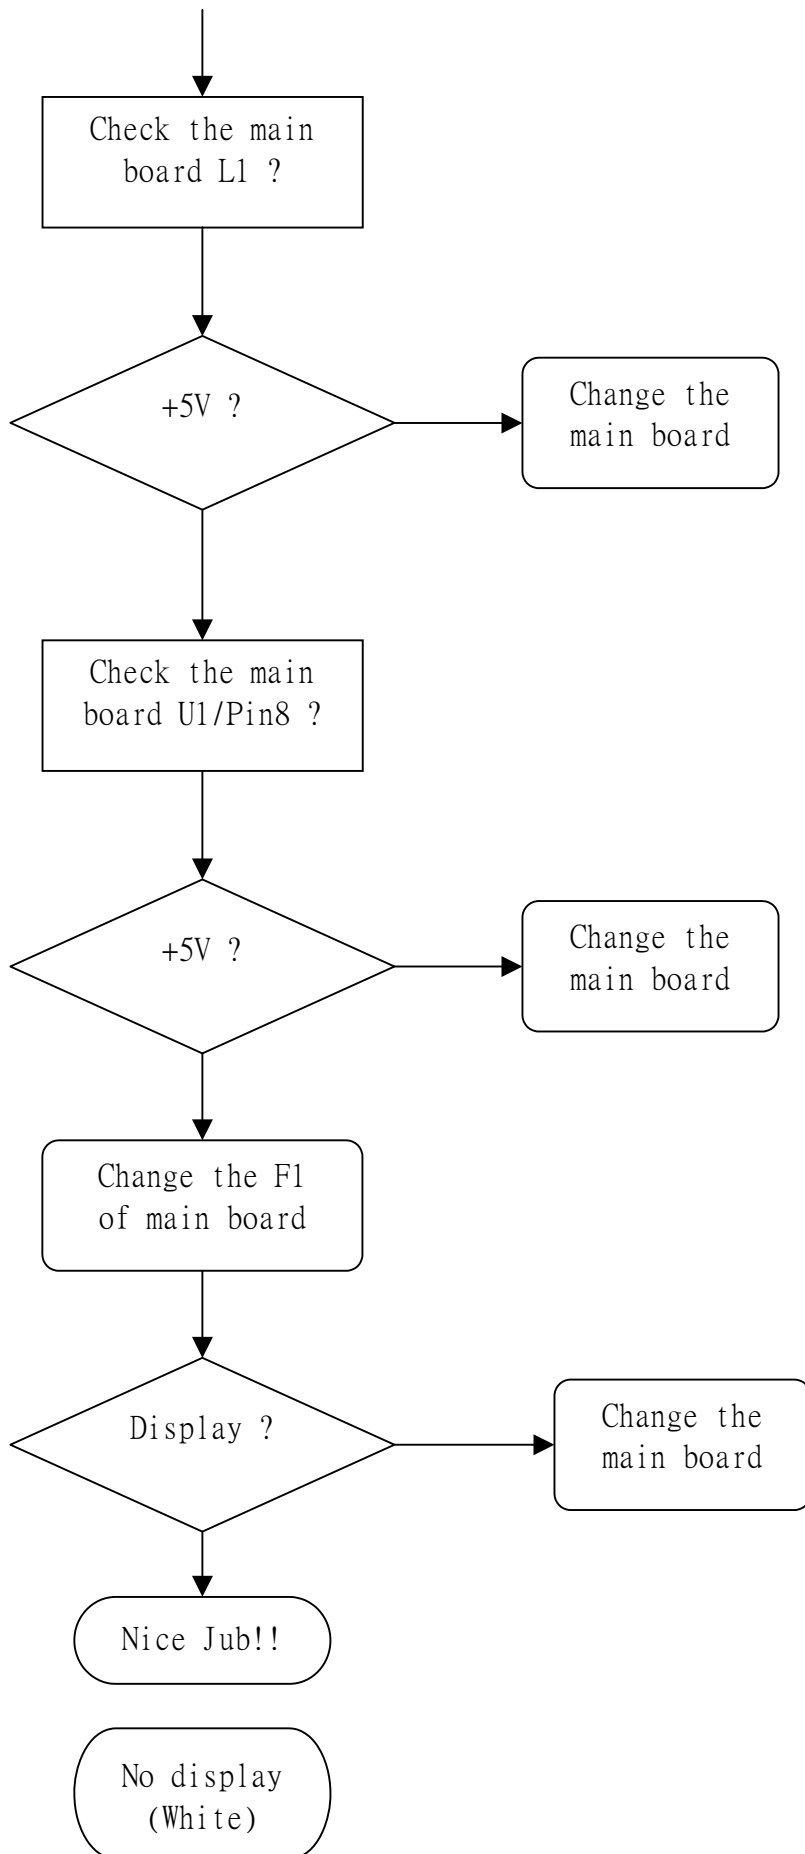 Check the main
board L1 ?
+5V ?
Change the
main board
Check the main
board U1/Pin8 ?
+5V ?
Change the
main board
Change the F1
of main board
Display ?
Change the
main board
Nice Jub!!
No display
(White)